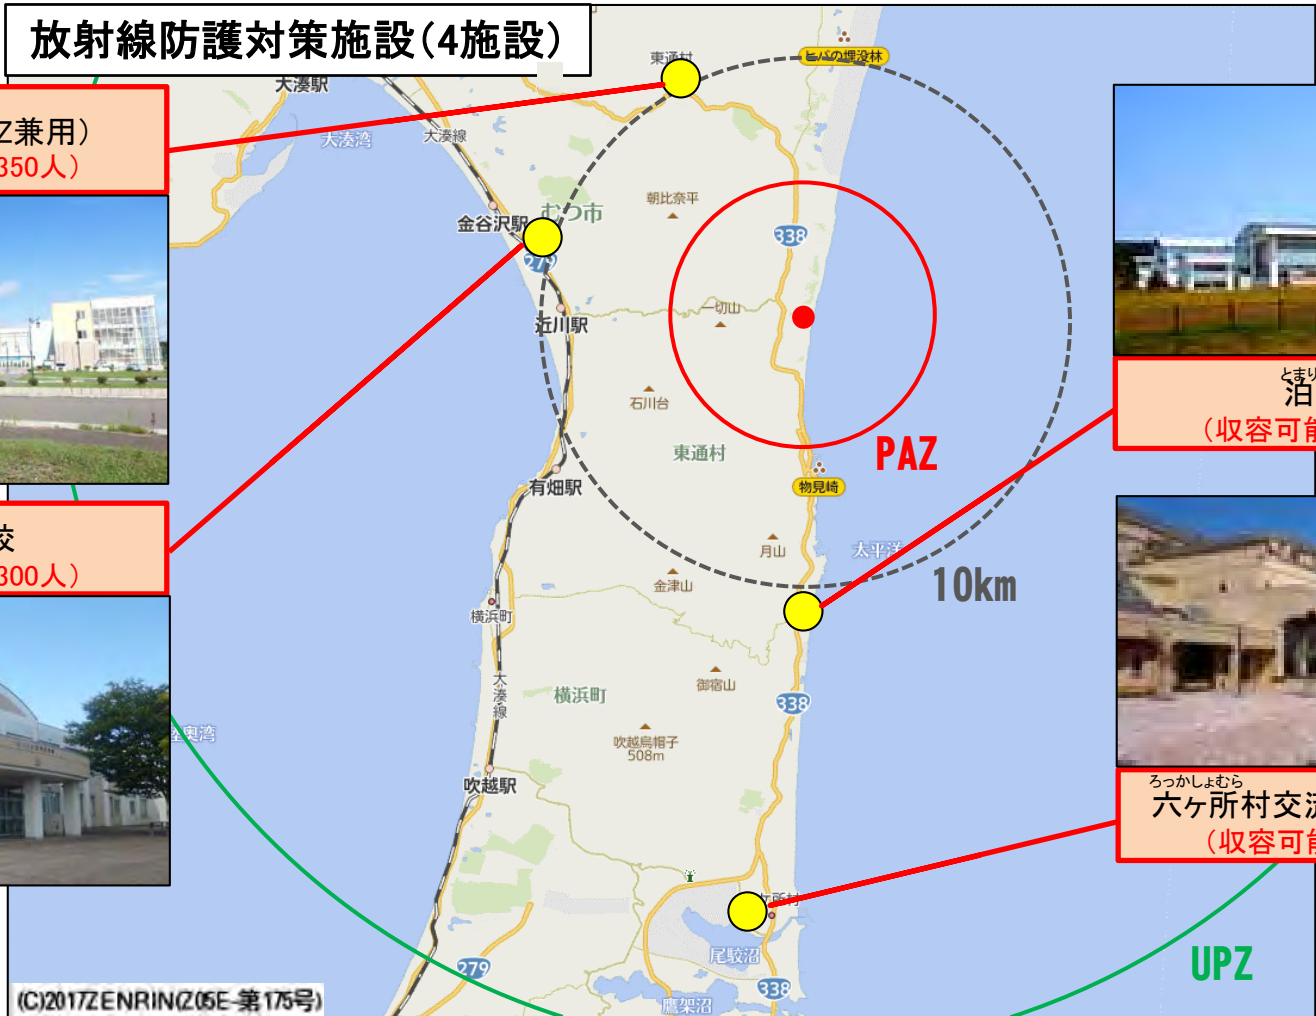 放射線防護対策施設（4施設）
東通村
ヒバの埋没林
大湊駅
Z兼用）
350人）
大湊湾
大湊線
朝比奈平
金谷沢駅
むつ市
338
279
一切山
近川駅
石川台
とまり
泊
（収容可能
PAZ
東通村
有畑駅
物見崎
校
300人）
月山
太平洋
10km
金津山
横浜町
大湊線
御宿山
横浜町
338
陸奥湾
吹越烏帽子
508m
吹越駅
ろっかしょむら
六ヶ所村交流
（収容可能
ケ所村
尾駮沼
UPZ
279
338
鷹架沼
(C)2017ZENRIN(Z05E-第175号)